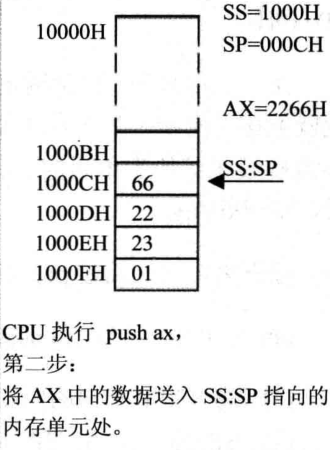 SS=1000H
10000H
SP=000CH
AX=2266H
1000BH
SS:SP
1000CH 66
1000DH 22
1000EH 23
1000FH 01
CPU 执行 push ax，
第二步：
将 AX 中的数据送入 SS:SP 指向的
内存单元处。